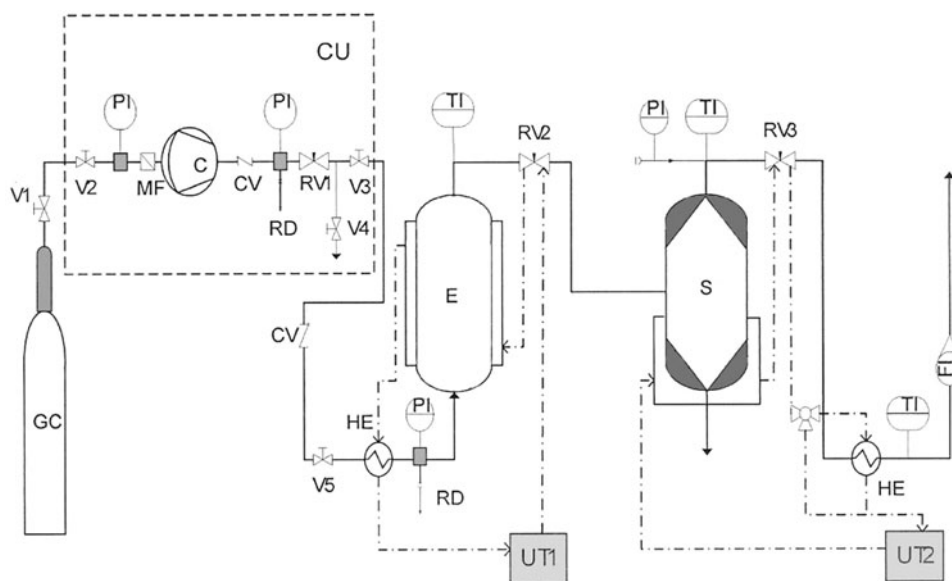 CU
PI
PI
TI
PI
TI
RV2
RV3
V1
V2
MF
C
CV
RV1
V3
RD
V4
E
S
CV
GC
HE
PI
V5
RD
TI
FI
HE
UT1
UT2